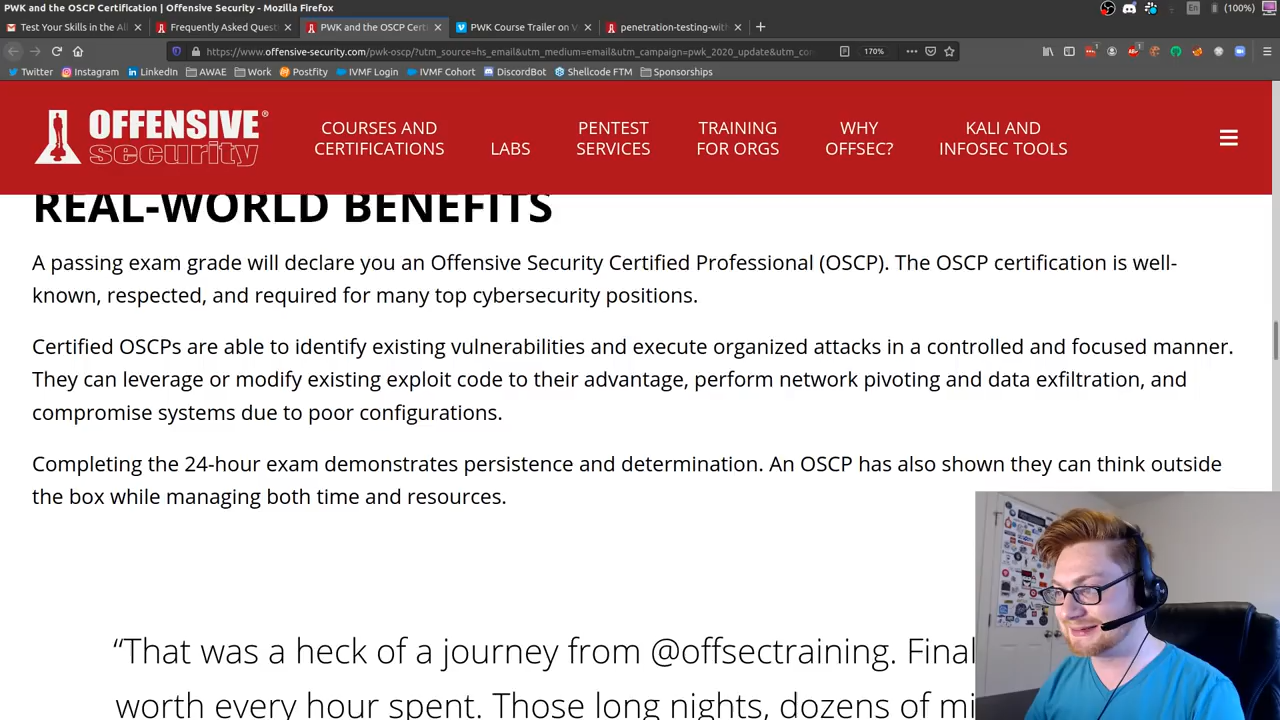 PWK and the OSCP Certification | Offensive Security - Mozilla Firefox
En (100%)
Test Your Skills in the All
Frequently Asked Quest
PWK and the OSCP Certi
PWK Course Trailer on V
penetration-testing-with
https://www.offensive-security.com/pwk-oscp/?utm_source=hs_email&utm_medium=email&utm_campaign=pwk_2020_update&utm_co
170%
Twitter Instagram LinkedIn AWAE Work Postfity IVMF Login IVMF Cohort DiscordBot Shellcode FTM Sponsorships
OFFENSIVE®
security
COURSES AND
CERTIFICATIONS
LABS
PENTEST
SERVICES
TRAINING
FOR ORGS
WHY
OFFSEC?
KALI AND
INFOSEC TOOLS
REAL-WORLD BENEFITS
A passing exam grade will declare you an Offensive Security Certified Professional (OSCP). The OSCP certification is well-
known, respected, and required for many top cybersecurity positions.
Certified OSCPs are able to identify existing vulnerabilities and execute organized attacks in a controlled and focused manner.
They can leverage or modify existing exploit code to their advantage, perform network pivoting and data exfiltration, and
compromise systems due to poor configurations.
Completing the 24-hour exam demonstrates persistence and determination. An OSCP has also shown they can think outside
the box while managing both time and resources.
“That was a heck of a journey from @offsectraining. Final
worth every hour spent. Those long nights, dozens of mi